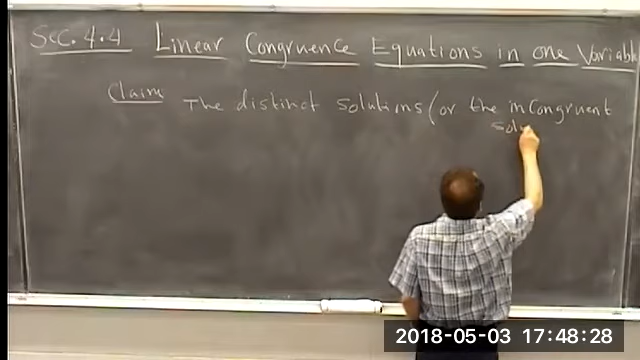 Sec. 4.4 Linear Congruence Equations in one Variable
Claim The distinct solutions (or the incongruent
solu
2018-05-03 17:48:28